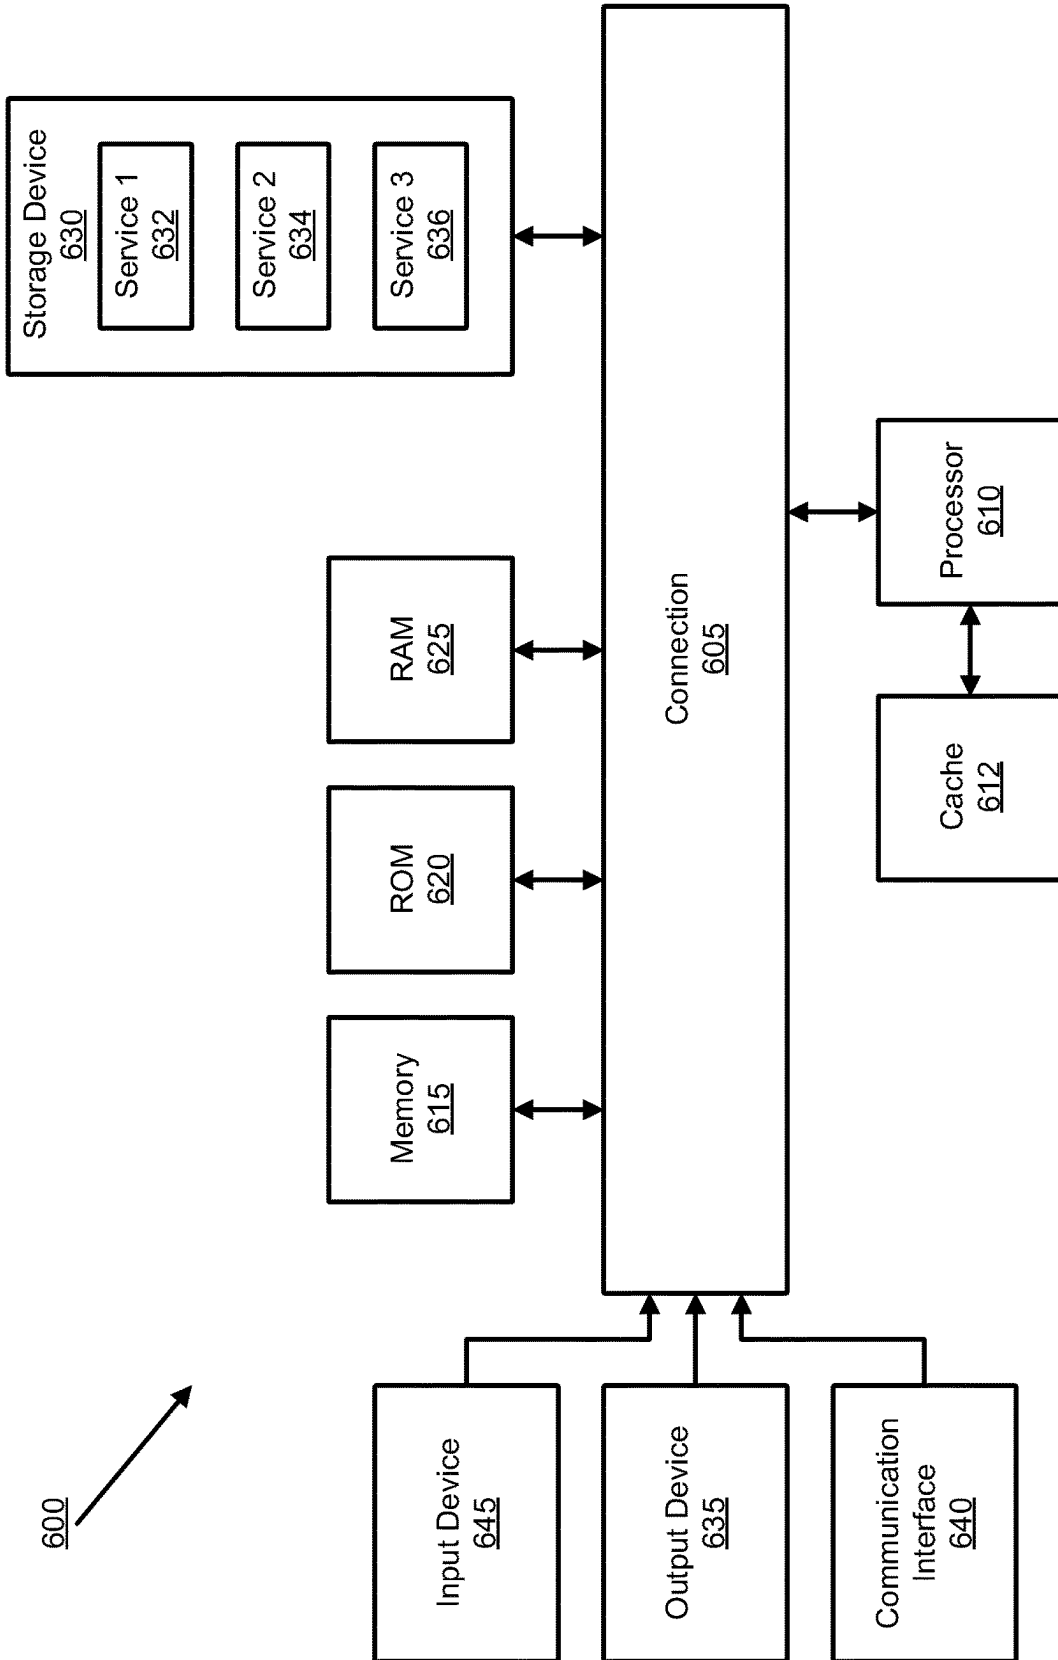 600
Input Device
645
Output Device
635
Communication
Interface
640
Memory
615
ROM
620
RAM
625
Storage Device
630
Service 1
632
Service 2
634
Service 3
636
Connection
605
Cache
612
Processor
610